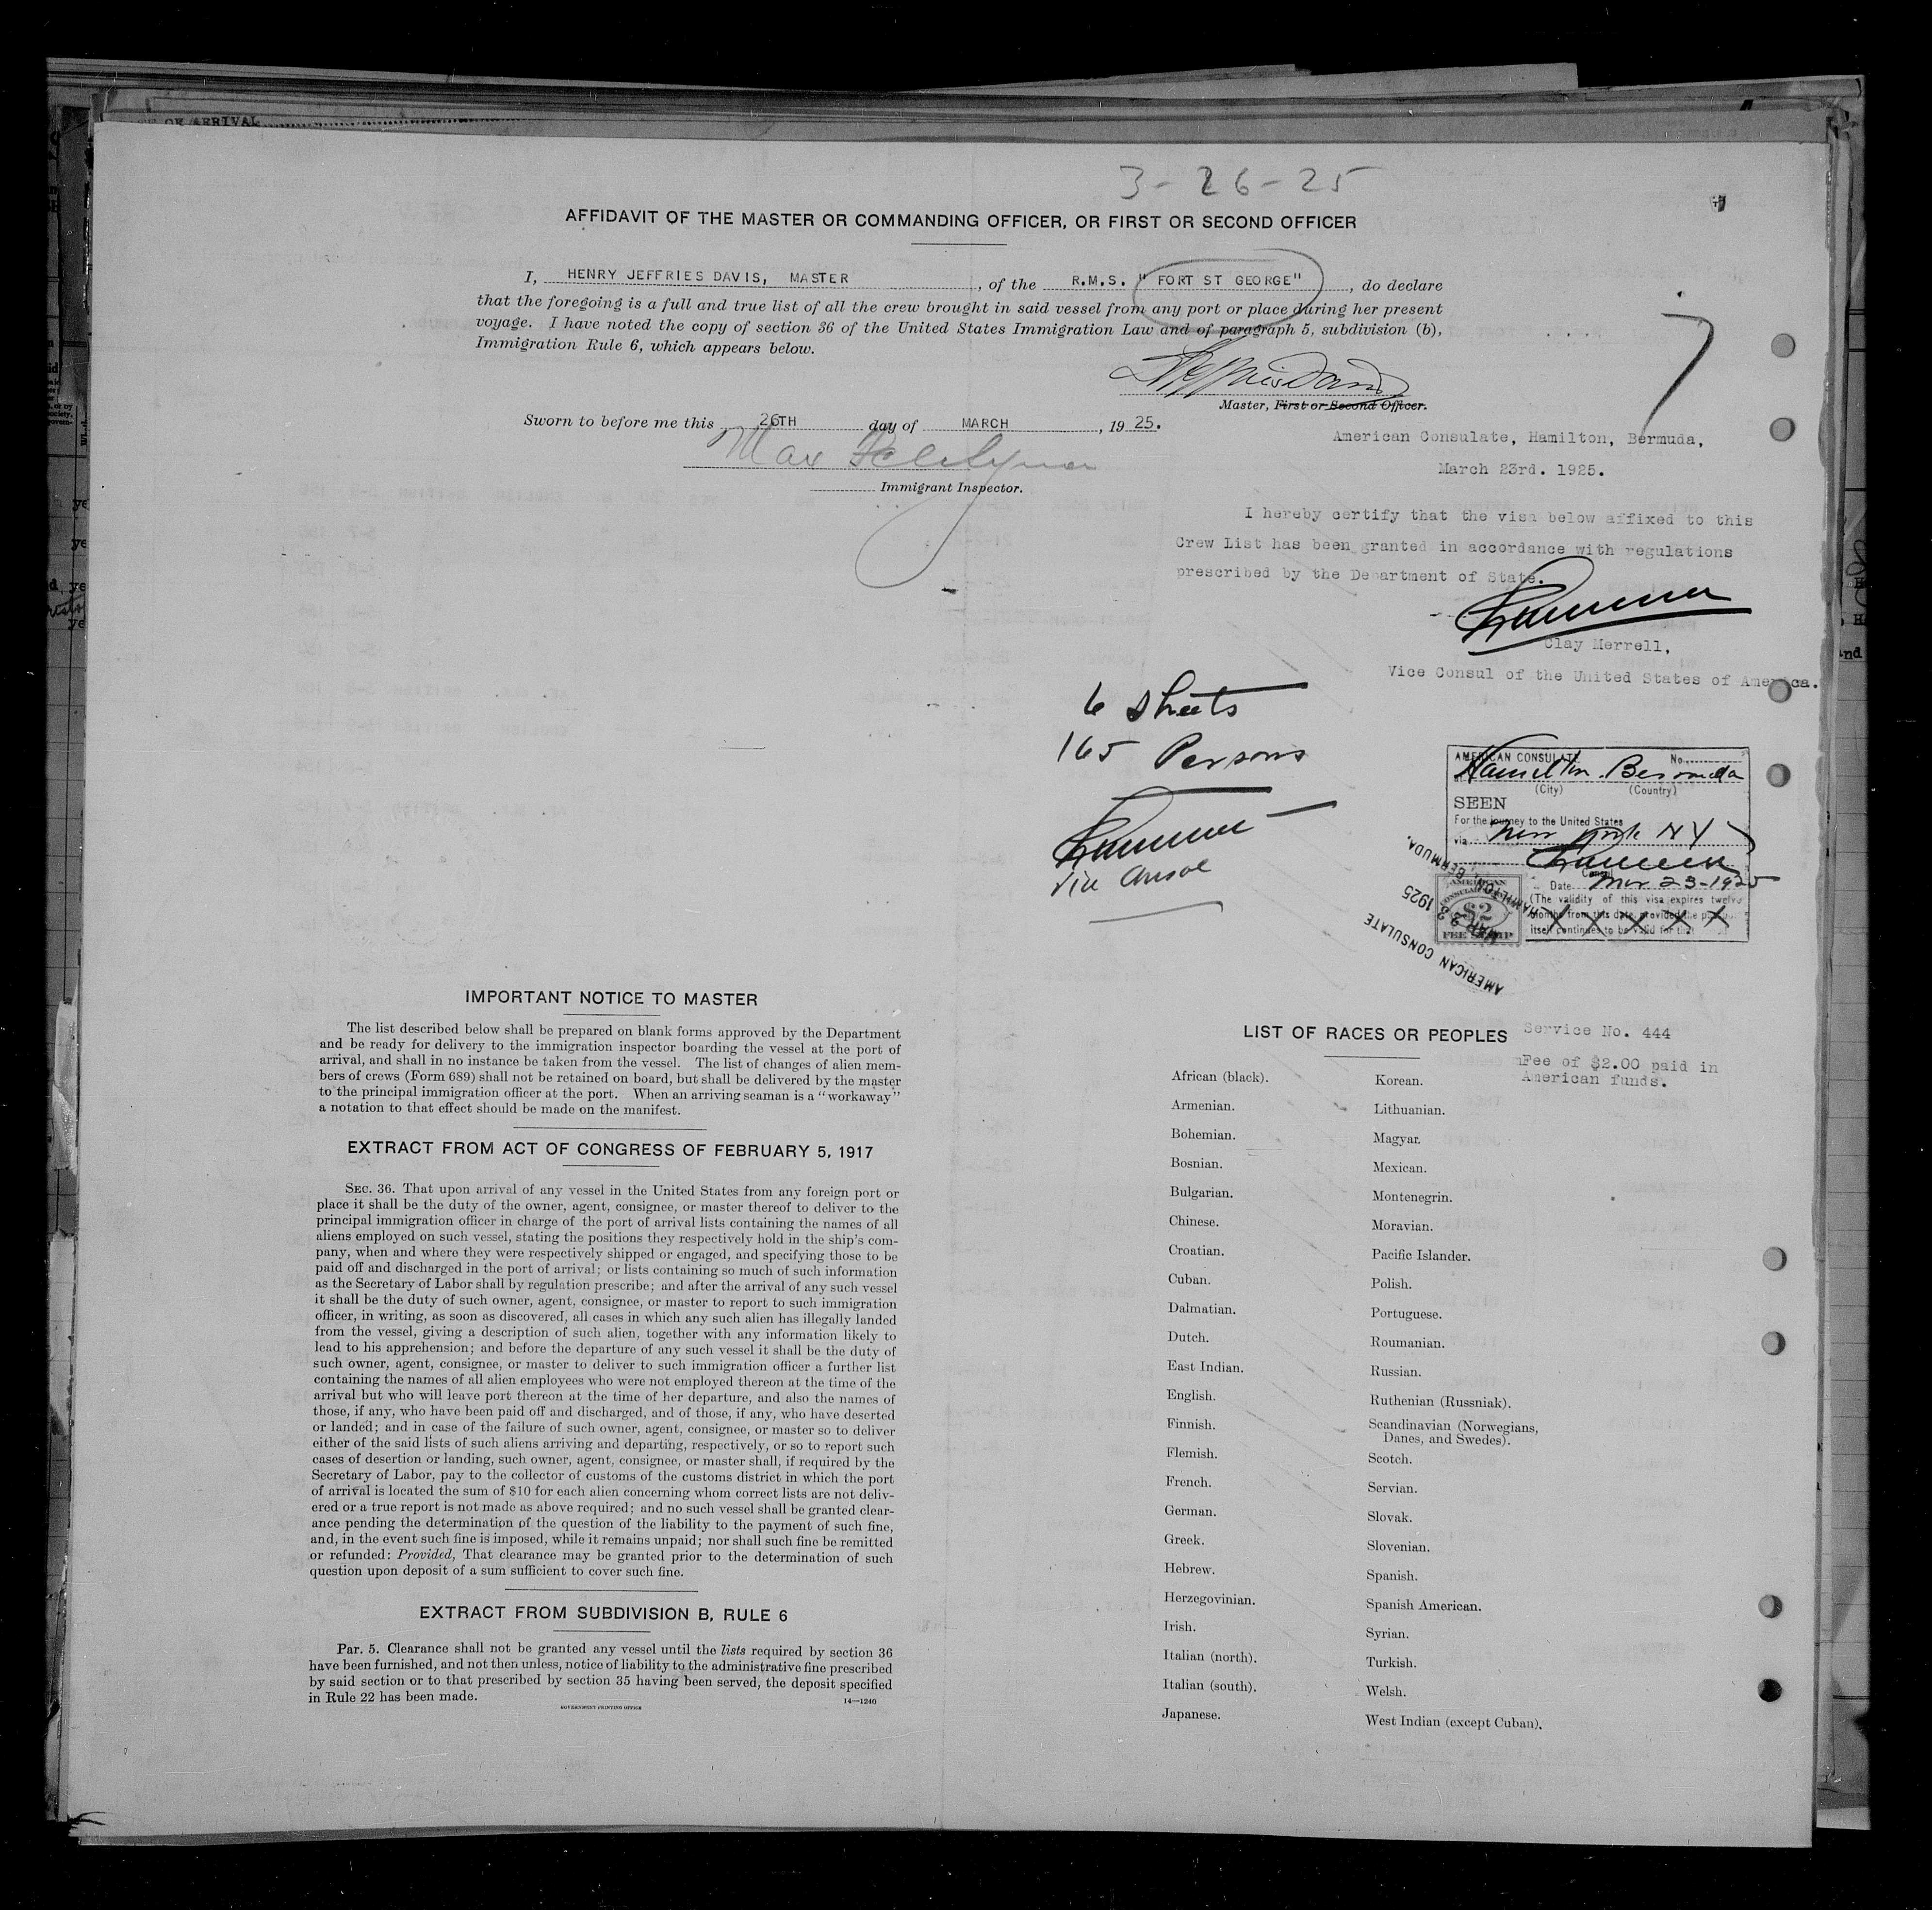 OF ARRIVAL
3-26-25
AFFIDAVIT OF THE MASTER OR COMMANDING OFFICER, OR FIRST OR SECOND OFFICER
I, HENRY JEFFRIES DAVIS, MASTER, of the R.M.S. "FORT ST GEORGE", do declare
that the foregoing is a full and true list of all the crew brought in said vessel from any port or place during her present
voyage. I have noted the copy of section 36 of the United States Immigration Law and of paragraph 5, subdivision (b),
Immigration Rule 6, which appears below.
Master, First or Second Officer.
Sworn to before me this 26TH day of MARCH, 19 25.
Max
Immigrant Inspector.
American Consulate, Hamilton, Bermuda,
March 23rd. 1925.
I hereby certify that the visa below affixed to this
Crew List has been granted in accordance with regulations
prescribed by the Department of State.
Clay Merrell,
Vice Consul of the United States of America.
6 Sheets
165 Persons
AMERICAN CONSULATE No.
Hamilton Bermuda
(City) (Country)
SEEN
For the journey to the United States
via New York NY
Consul
Date Mar 23-1925
(The validity of this visa expires twelve
months from this date provided the
itself continues to be valid for that
AMERICAN CONSULAR
$2
FEE STAMP
AMERICAN CONSULATE
MAR 23 1925
HAMILTON, BERMUDA.
IMPORTANT NOTICE TO MASTER
The list described below shall be prepared on blank forms approved by the Department
and be ready for delivery to the immigration inspector boarding the vessel at the port of
arrival, and shall in no instance be taken from the vessel. The list of changes of alien mem-
bers of crews (Form 689) shall not be retained on board, but shall be delivered by the master
to the principal immigration officer at the port. When an arriving seaman is a "workaway"
a notation to that effect should be made on the manifest.
EXTRACT FROM ACT OF CONGRESS OF FEBRUARY 5, 1917
SEC. 36. That upon arrival of any vessel in the United States from any foreign port or
place it shall be the duty of the owner, agent, consignee, or master thereof to deliver to the
principal immigration officer in charge of the port of arrival lists containing the names of all
aliens employed on such vessel, stating the positions they respectively hold in the ship's com-
pany, when and where they were respectively shipped or engaged, and specifying those to be
paid off and discharged in the port of arrival; or lists containing so much of such information
as the Secretary of Labor shall by regulation prescribe; and after the arrival of any such vessel
it shall be the duty of such owner, agent, consignee, or master to report to such immigration
officer, in writing, as soon as discovered, all cases in which any such alien has illegally landed
from the vessel, giving a description of such alien, together with any information likely to
lead to his apprehension; and before the departure of any such vessel it shall be the duty of
such owner, agent, consignee, or master to deliver to such immigration officer a further list
containing the names of all alien employees who were not employed thereon at the time of the
arrival but who will leave port thereon at the time of her departure, and also the names of
those, if any, who have been paid off and discharged, and of those, if any, who have deserted
or landed; and in case of the failure of such owner, agent, consignee, or master so to deliver
either of the said lists of such aliens arriving and departing, respectively, or so to report such
cases of desertion or landing, such owner, agent, consignee, or master shall, if required by the
Secretary of Labor, pay to the collector of customs of the customs district in which the port
of arrival is located the sum of $10 for each alien concerning whom correct lists are not deliv-
ered or a true report is not made as above required; and no such vessel shall be granted clear-
ance pending the determination of the question of the liability to the payment of such fine,
and, in the event such fine is imposed, while it remains unpaid; nor shall such fine be remitted
or refunded: Provided, That clearance may be granted prior to the determination of such
question upon deposit of a sum sufficient to cover such fine.
EXTRACT FROM SUBDIVISION B, RULE 6
Par. 5. Clearance shall not be granted any vessel until the lists required by section 36
have been furnished, and not then unless, notice of liability to the administrative fine prescribed
by said section or to that prescribed by section 35 having been served, the deposit specified
in Rule 22 has been made.
14—1240
GOVERNMENT PRINTING OFFICE
LIST OF RACES OR PEOPLES
Service No. 444
Fee of $2.00 paid in
American funds.
African (black).
Armenian.
Bohemian.
Bosnian.
Bulgarian.
Chinese.
Croatian.
Cuban.
Dalmatian.
Dutch.
East Indian.
English.
Finnish.
Flemish.
French.
German.
Greek.
Hebrew.
Herzegovinian.
Irish.
Italian (north).
Italian (south).
Japanese.
Korean.
Lithuanian.
Magyar.
Mexican.
Montenegrin.
Moravian.
Pacific Islander.
Polish.
Portuguese.
Roumanian.
Russian.
Ruthenian (Russniak).
Scandinavian (Norwegians,
Danes, and Swedes).
Scotch.
Servian.
Slovak.
Slovenian.
Spanish.
Spanish American.
Syrian.
Turkish.
Welsh.
West Indian (except Cuban).